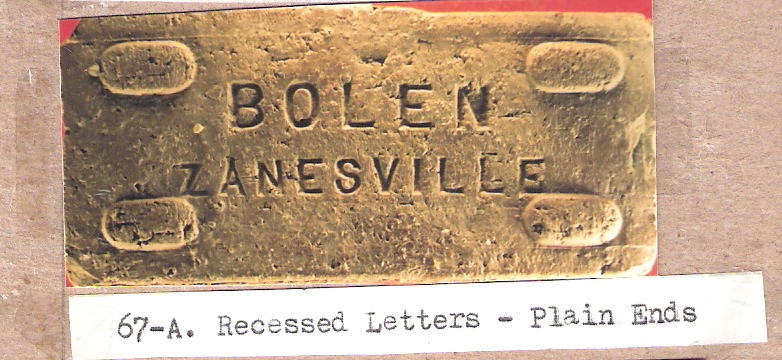 BOLEN
ZANESVILLE
67-A. Recessed Letters - Plain Ends